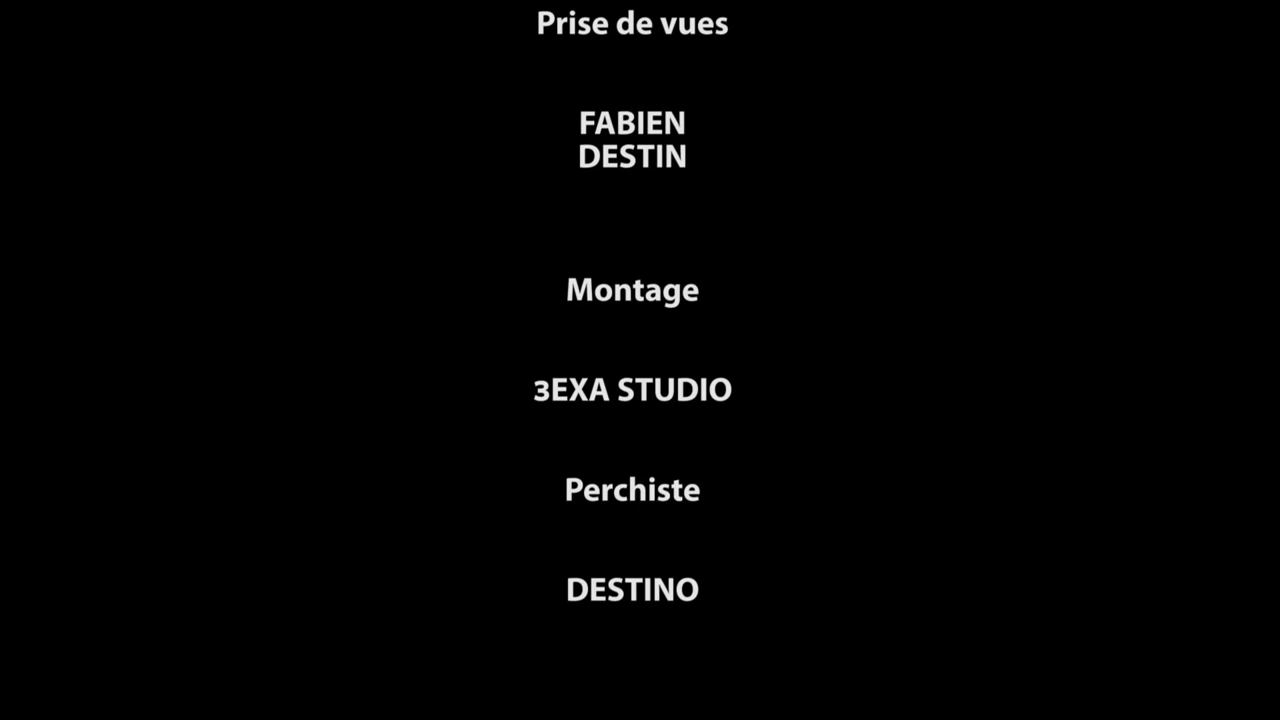 Prise de vues
FABIEN
DESTIN
Montage
3EXA STUDIO
Perchiste
DESTINO